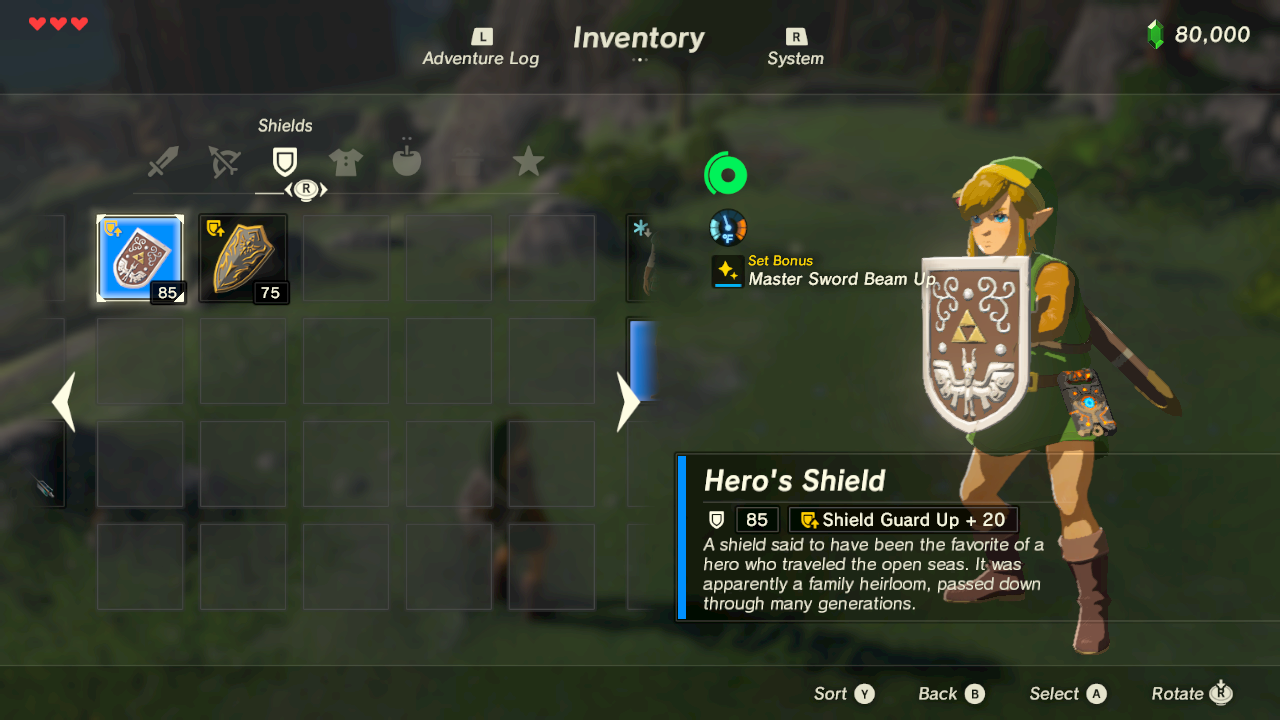 L
Adventure Log
Inventory
R
System
80,000
Shields
R
85
75
°F
Set Bonus
Master Sword Beam Up
Hero's Shield
85
Shield Guard Up + 20
A shield said to have been the favorite of a
hero who traveled the open seas. It was
apparently a family heirloom, passed down
through many generations.
Sort Y
Back B
Select A
Rotate R